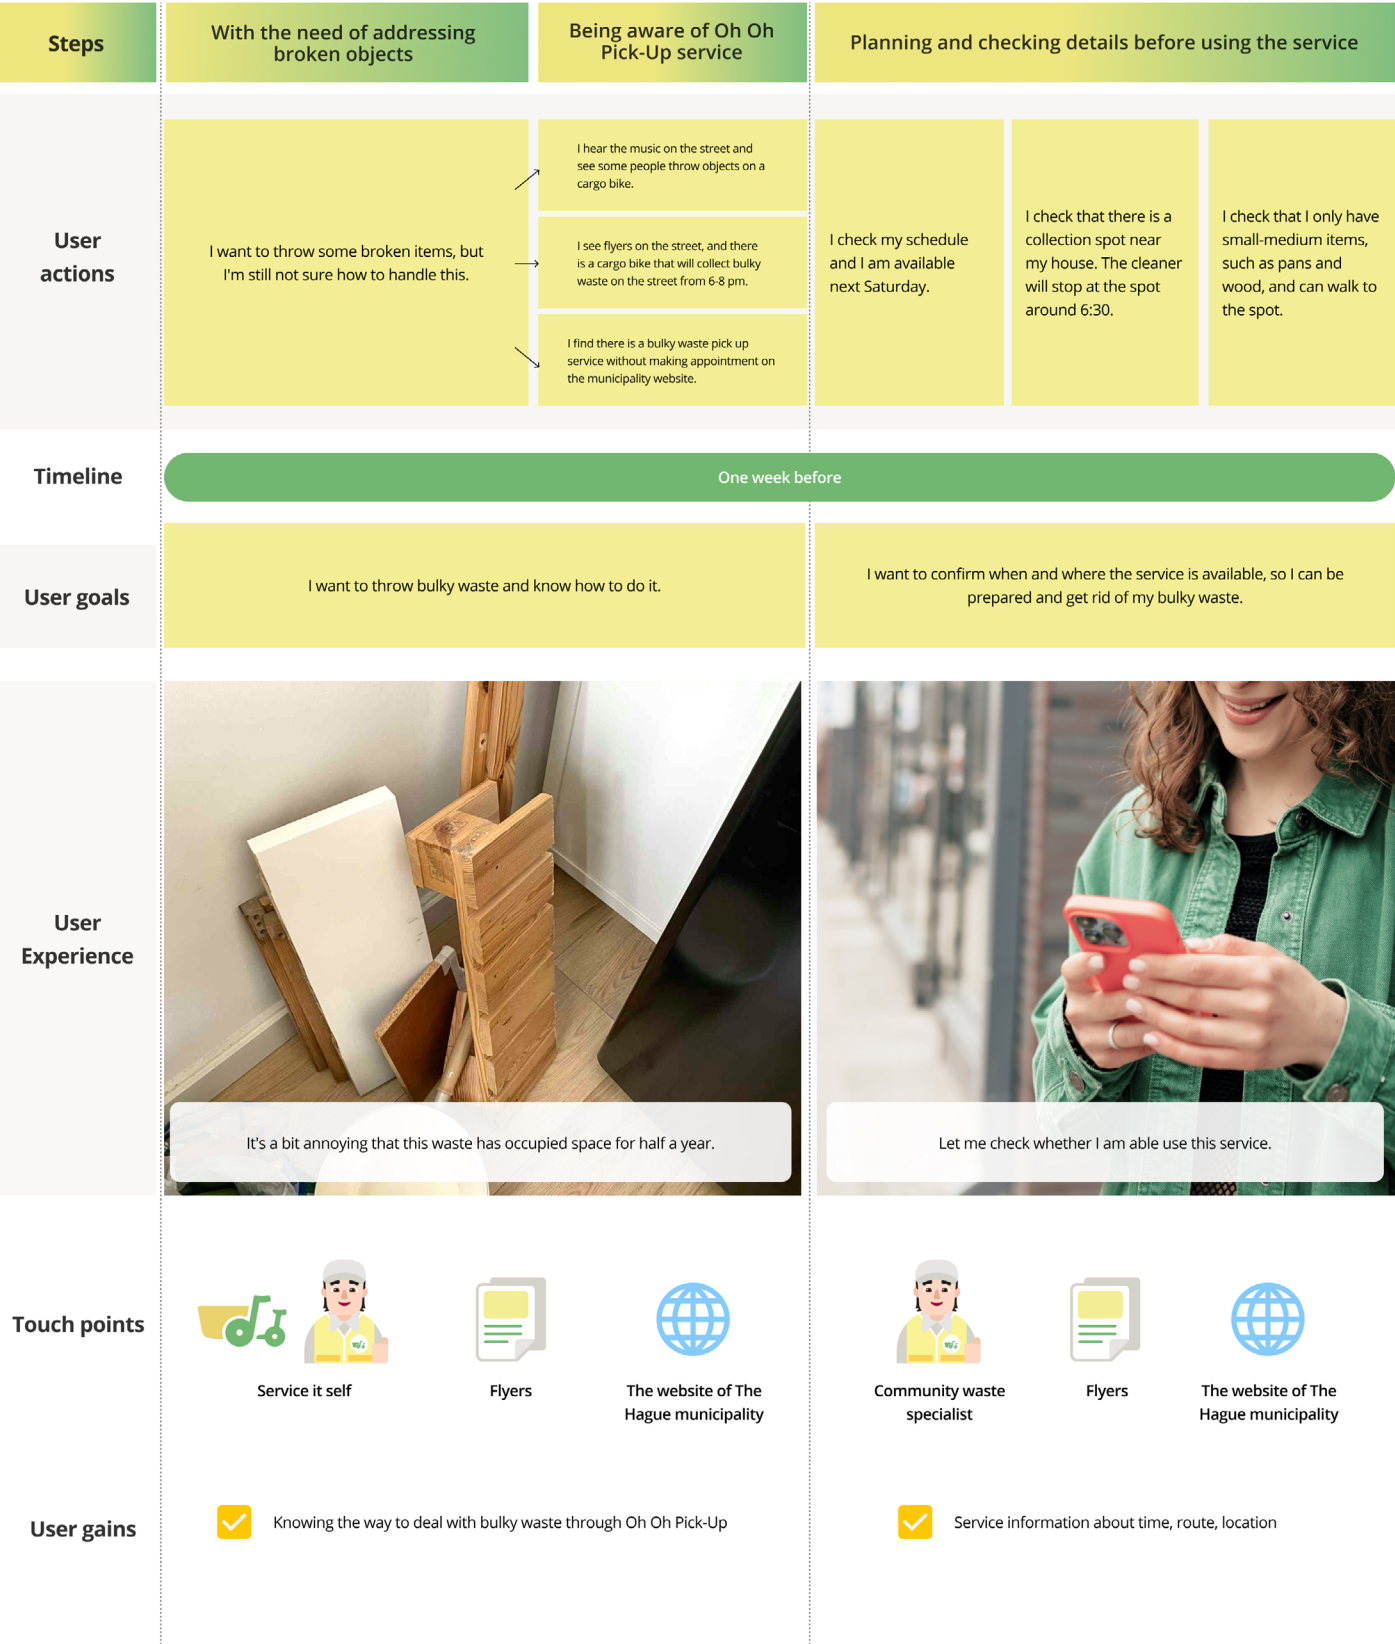 Steps
With the need of addressing
broken objects
Being aware of Oh Oh
Pick-Up service
Planning and checking details before using the service
User
actions
I want to throw some broken items, but
I'm still not sure how to handle this.
I hear the music on the street and
see some people throw objects on a
cargo bike.
I see flyers on the street, and there
is a cargo bike that will collect bulky
waste on the street from 6-8 pm.
I find there is a bulky waste pick up
service without making appointment on
the municipality website.
I check my schedule
and I am available
next Saturday.
I check that there is a
collection spot near
my house. The cleaner
will stop at the spot
around 6:30.
I check that I only have
small-medium items,
such as pans and
wood, and can walk to
the spot.
Timeline
One week before
User goals
I want to throw bulky waste and know how to do it.
I want to confirm when and where the service is available, so I can be
prepared and get rid of my bulky waste.
User
Experience
It's a bit annoying that this waste has occupied space for half a year.
Let me check whether I am able use this service.
Touch points
Service it self
Flyers
The website of The
Hague municipality
Community waste
specialist
Flyers
The website of The
Hague municipality
User gains
Knowing the way to deal with bulky waste through Oh Oh Pick-Up
Service information about time, route, location